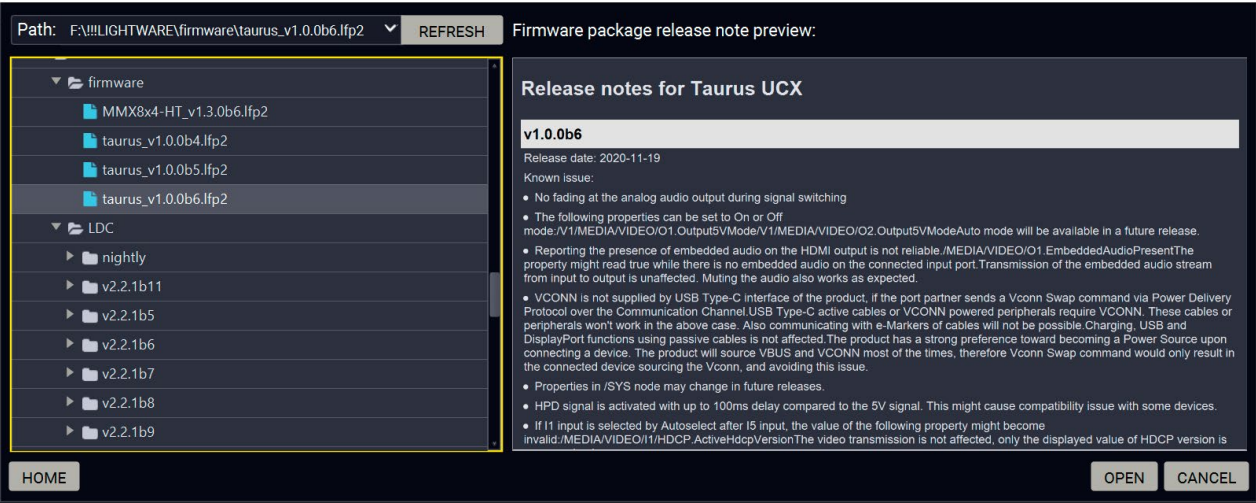 Path: F:\!!!LIGHTWARE\firmware\taurus_v1.0.0b6.lfp2
REFRESH
Firmware package release note preview:
firmware
MMX8x4-HT_v1.3.0b6.lfp2
taurus_v1.0.0b4.lfp2
taurus_v1.0.0b5.lfp2
taurus_v1.0.0b6.lfp2
LDC
nightly
v2.2.1b11
v2.2.1b5
v2.2.1b6
v2.2.1b7
v2.2.1b8
v2.2.1b9
Release notes for Taurus UCX
v1.0.0b6
Release date: 2020-11-19
Known issue:
• No fading at the analog audio output during signal switching
• The following properties can be set to On or Off
mode:/V1/MEDIA/VIDEO/O1.Output5VMode/V1/MEDIA/VIDEO/O2.Output5VModeAuto mode will be available in a future release.
• Reporting the presence of embedded audio on the HDMI output is not reliable./MEDIA/VIDEO/O1.EmbeddedAudioPresentThe
property might read true while there is no embedded audio on the connected input port.Transmission of the embedded audio stream
from input to output is unaffected. Muting the audio also works as expected.
• VCONN is not supplied by USB Type-C interface of the product, if the port partner sends a Vconn Swap command via Power Delivery
Protocol over the Communication Channel.USB Type-C active cables or VCONN powered peripherals require VCONN. These cables or
peripherals won't work in the above case. Also communicating with e-Markers of cables will not be possible.Charging, USB and
DisplayPort functions using passive cables is not affected.The product has a strong preference toward becoming a Power Source upon
connecting a device. The product will source VBUS and VCONN most of the times, therefore Vconn Swap command would only result in
the connected device sourcing the Vconn, and avoiding this issue.
• Properties in /SYS node may change in future releases.
• HPD signal is activated with up to 100ms delay compared to the 5V signal. This might cause compatibility issue with some devices.
• If I1 input is selected by Autoselect after I5 input, the value of the following property might become
invalid:/MEDIA/VIDEO/I1/HDCP.ActiveHdcpVersionThe video transmission is not affected, only the displayed value of HDCP version is
HOME
OPEN
CANCEL